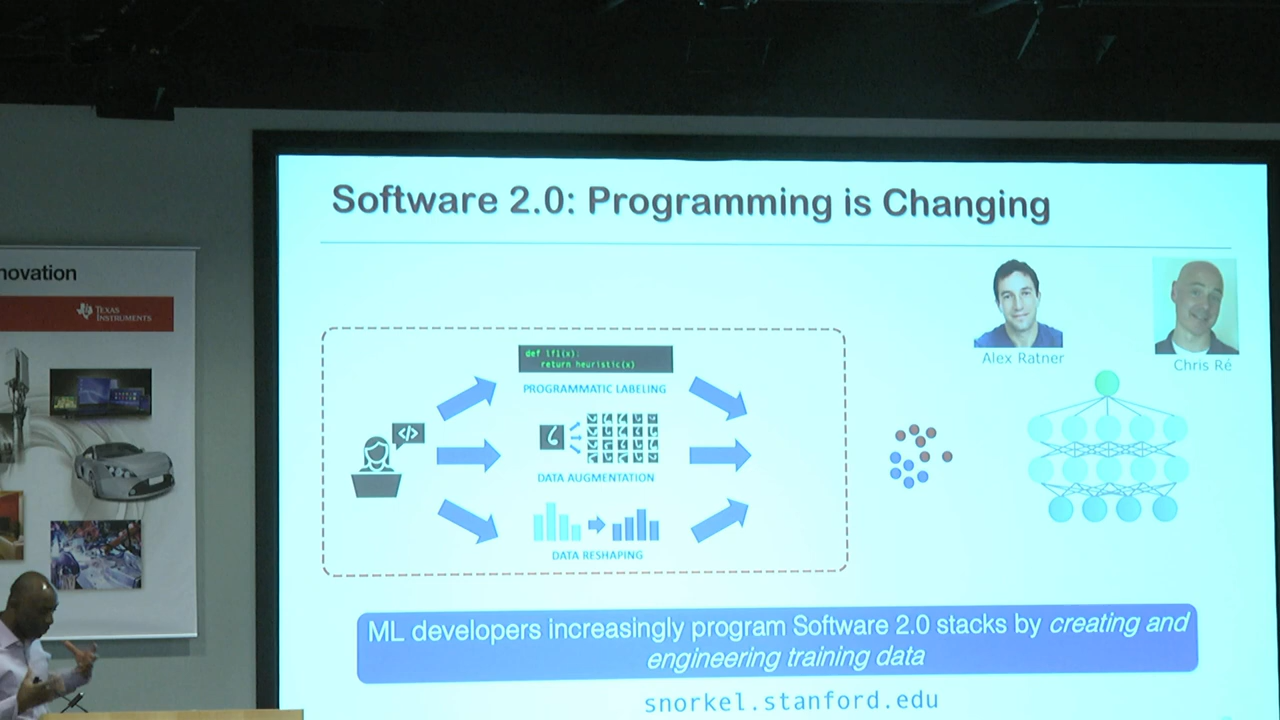 Software 2.0: Programming is Changing
novation
TEXAS
INSTRUMENTS
Alex Ratner
Chris Ré
def lf1(x):
return heuristic(x)
PROGRAMMATIC LABELING
</>
DATA AUGMENTATION
DATA RESHAPING
ML developers increasingly program Software 2.0 stacks by creating and
engineering training data
snorkel.stanford.edu